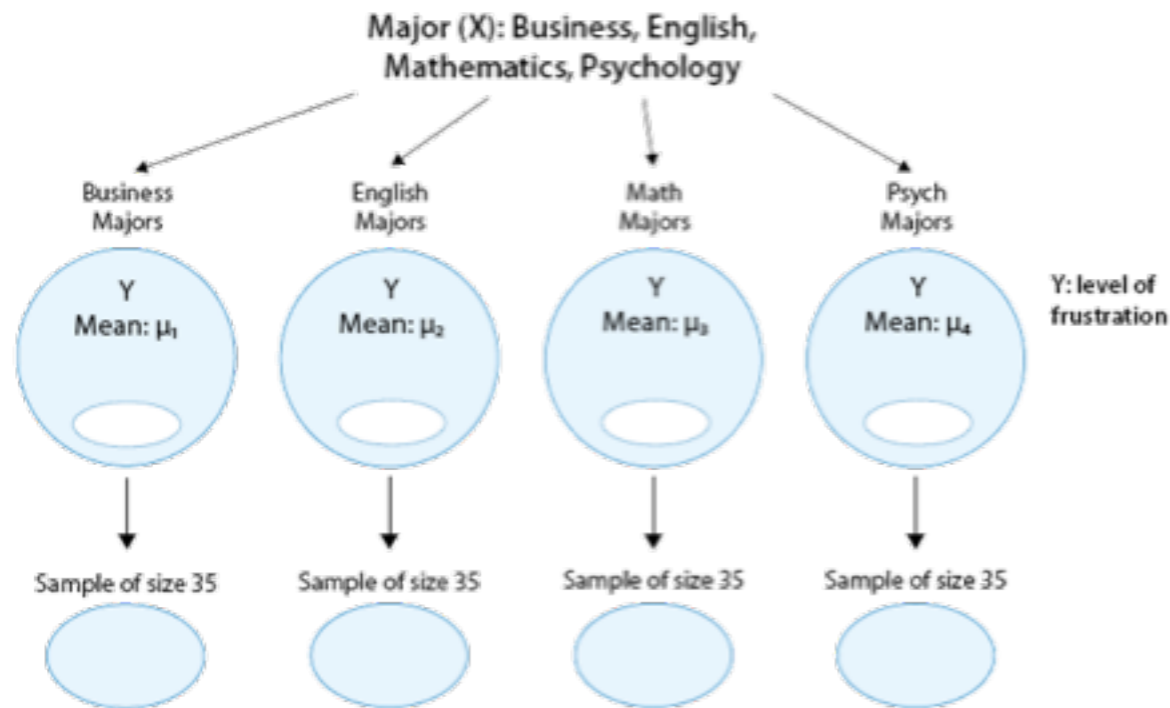 Major (X): Business, English,
Mathematics, Psychology
Business
Majors
English
Majors
Math
Majors
Psych
Majors
Y
Mean: μ₁
Y
Mean: μ₂
Y
Mean: μ₃
Y
Mean: μ₄
Y: level of
frustration
Sample of size 35
Sample of size 35
Sample of size 35
Sample of size 35